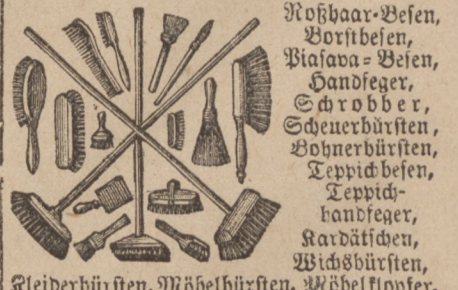 Roßhaar-Besen,
Borstbesen,
Piasava-Besen,
Handfeger,
Schrobber,
Scheuerbürsten,
Bohnerbürsten,
Teppichbesen,
Teppich-
handfeger,
Kardätschen,
Wichsbürsten,
Kleiderbürsten, Möbelbürsten, Möbelklopfer,